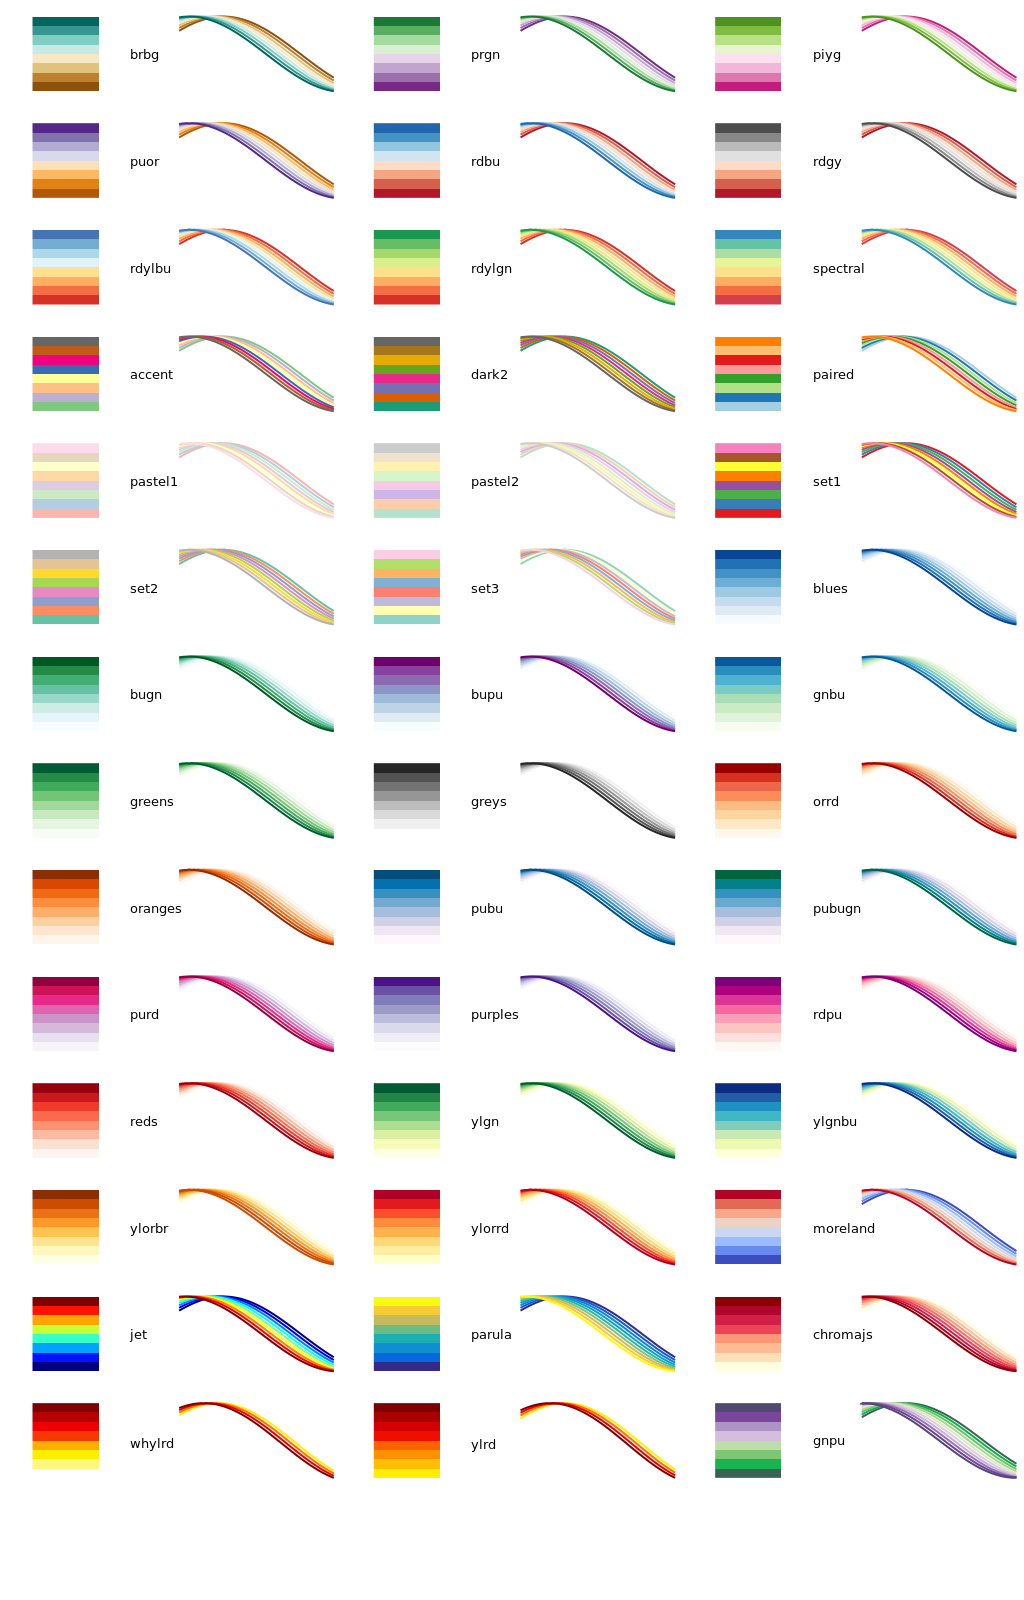 brbg prgn piyg
puor rdbu rdgy
rdylbu rdylgn spectral
accent dark2 paired
pastel1 pastel2 set1
set2 set3 blues
bugn bupu gnbu
greens greys orrd
oranges pubu pubugn
purd purples rdpu
reds ylgn ylgnbu
ylorbr ylorrd moreland
jet parula chromajs
whylrd ylrd gnpu